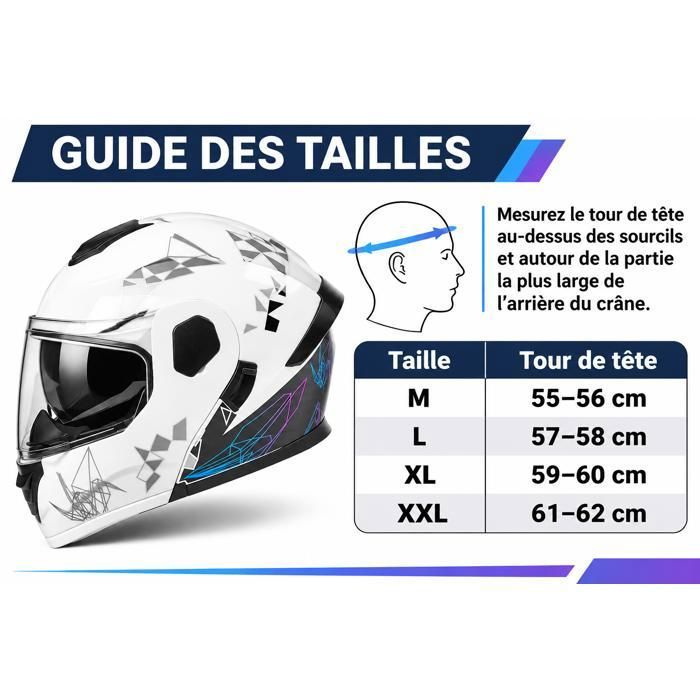 GUIDE DES TAILLES
Mesurez le tour de tête
au-dessus des sourcils
et autour de la partie
la plus large de
l'arrière du crâne.
Taille Tour de tête
M 55–56 cm
L 57–58 cm
XL 59–60 cm
XXL 61–62 cm